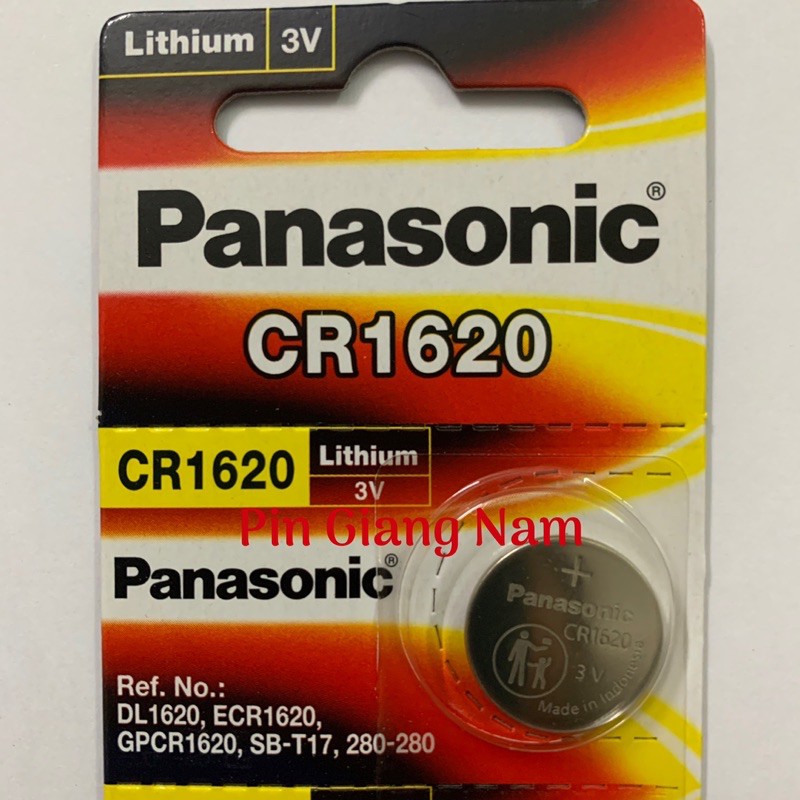 Lithium 3V
Panasonic®
CR1620
CR1620 Lithium
3V
Pin Giang Nam
Panasonic®
Ref. No.:
DL1620, ECR1620,
GPCR1620, SB-T17, 280-280
+
Panasonic
CR1620
3 V
Made in Indonesia